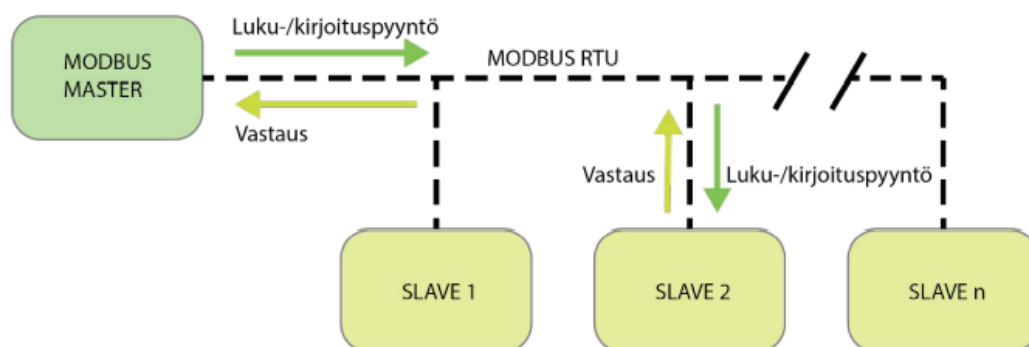 Luku-/kirjoituspyyntö
MODBUS
MASTER
MODBUS RTU
Vastaus
Vastaus
Luku-/kirjoituspyyntö
SLAVE 1
SLAVE 2
SLAVE n